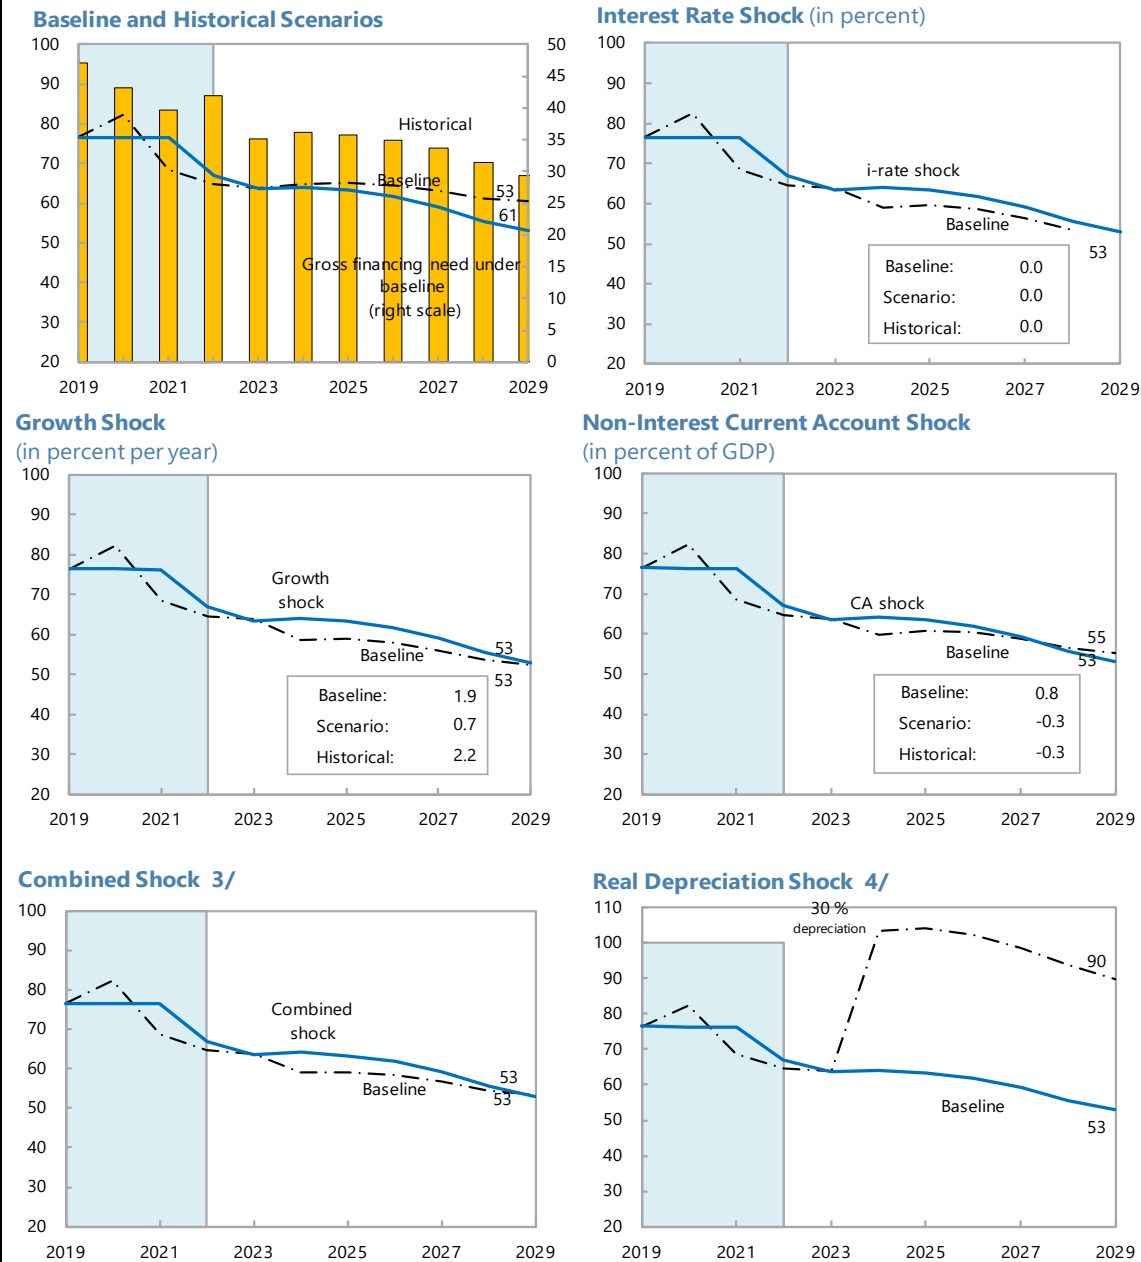 Baseline and Historical Scenarios
100
90
80
70
60
50
40
30
20
50
45
40
35
30
25
20
15
10
5
0
Historical
Baseline
53
61
Gross financing need under
baseline
(right scale)
2019 2021 2023 2025 2027 2029
Interest Rate Shock (in percent)
100
90
80
70
60
50
40
30
20
i-rate shock
Baseline
53
Baseline: 0.0
Scenario: 0.0
Historical: 0.0
2019 2021 2023 2025 2027 2029
Growth Shock
(in percent per year)
100
90
80
70
60
50
40
30
20
Growth
shock
Baseline
53
53
Baseline: 1.9
Scenario: 0.7
Historical: 2.2
2019 2021 2023 2025 2027 2029
Non-Interest Current Account Shock
(in percent of GDP)
100
90
80
70
60
50
40
30
20
CA shock
Baseline
55
53
Baseline: 0.8
Scenario: -0.3
Historical: -0.3
2019 2021 2023 2025 2027 2029
Combined Shock 3/
100
90
80
70
60
50
40
30
20
Combined
shock
Baseline
53
53
2019 2021 2023 2025 2027 2029
Real Depreciation Shock 4/
110
100
90
80
70
60
50
40
30
20
30 %
depreciation
90
Baseline
53
2019 2021 2023 2025 2027 2029